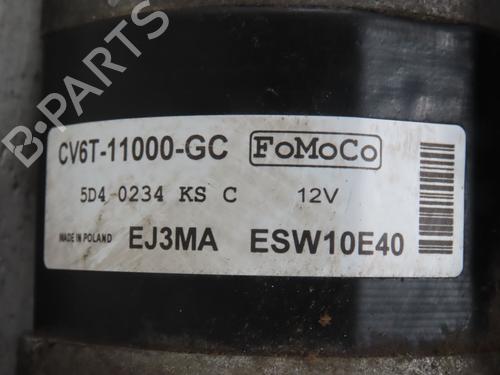 B-PARTS
CV6T-11000-GC FoMoCo
5D4 0234 KS C 12V
MADE IN POLAND EJ3MA ESW10E40